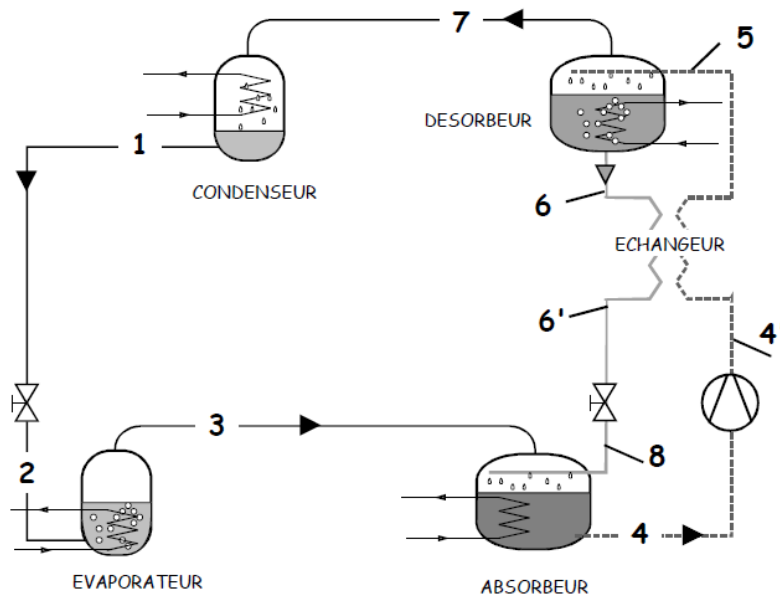 7
5
DESORBEUR
1
CONDENSEUR
6
ECHANGEUR
6'
4
3
2
8
4
EVAPORATEUR
ABSORBEUR